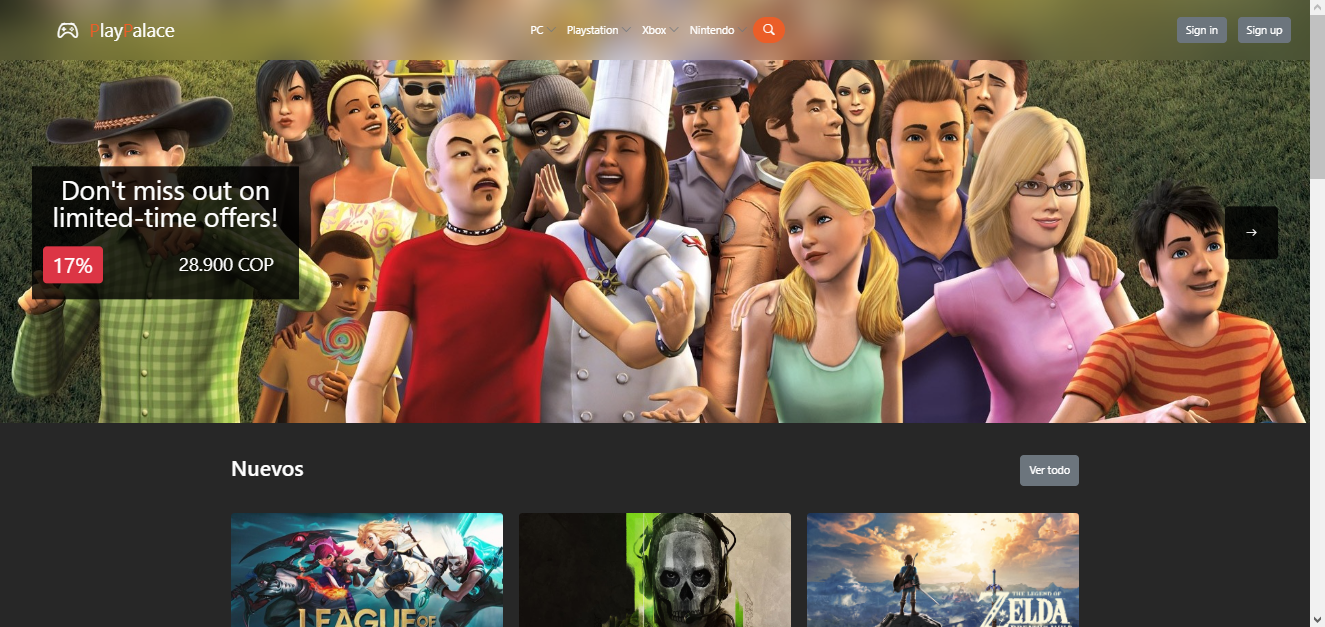 PlayPalace
PC
Playstation
Xbox
Nintendo
Sign in
Sign up
Don't miss out on
limited-time offers!
17%
28.900 COP
Nuevos
Ver todo
LEAGUE OF
THE LEGEND OF
ZELDA